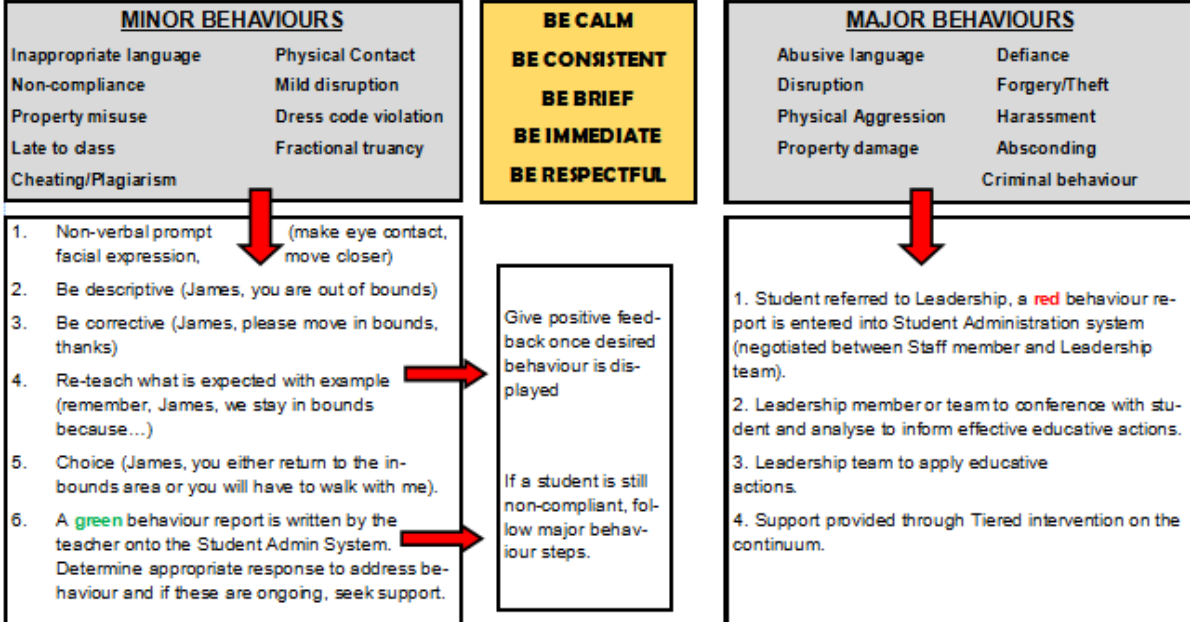 MINOR BEHAVIOURS
Inappropriate language Physical Contact
Non-compliance Mild disruption
Property misuse Dress code violation
Late to class Fractional truancy
Cheating/Plagiarism
BE CALM
BE CONSISTENT
BE BRIEF
BE IMMEDIATE
BE RESPECTFUL
MAJOR BEHAVIOURS
Abusive language Defiance
Disruption Forgery/Theft
Physical Aggression Harassment
Property damage Absconding
Criminal behaviour
1. Non-verbal prompt (make eye contact,
facial expression, move closer)
2. Be descriptive (James, you are out of bounds)
3. Be corrective (James, please move in bounds,
thanks)
4. Re-teach what is expected with example
(remember, James, we stay in bounds
because...)
5. Choice (James, you either return to the in-
bounds area or you will have to walk with me).
6. A green behaviour report is written by the
teacher onto the Student Admin System.
Determine appropriate response to address be-
haviour and if these are ongoing, seek support.
Give positive feed-
back once desired
behaviour is dis-
played
If a student is still
non-compliant, fol-
low major behav-
iour steps.
1. Student referred to Leadership, a red behaviour re-
port is entered into Student Administration system
(negotiated between Staff member and Leadership
team).
2. Leadership member or team to conference with stu-
dent and analyse to inform effective educative actions.
3. Leadership team to apply educative
actions.
4. Support provided through Tiered intervention on the
continuum.